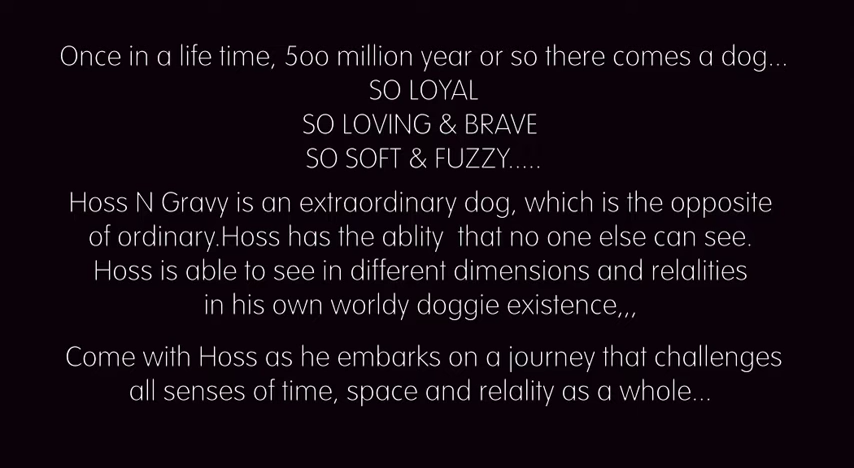 Once in a life time, 500 million year or so there comes a dog...
SO LOYAL
SO LOVING & BRAVE
SO SOFT & FUZZY.....
Hoss N Gravy is an extraordinary dog, which is the opposite
of ordinary.Hoss has the ablity  that no one else can see.
Hoss is able to see in different dimensions and relalities
in his own worldy doggie existence,,,
Come with Hoss as he embarks on a journey that challenges
all senses of time, space and relality as a whole...